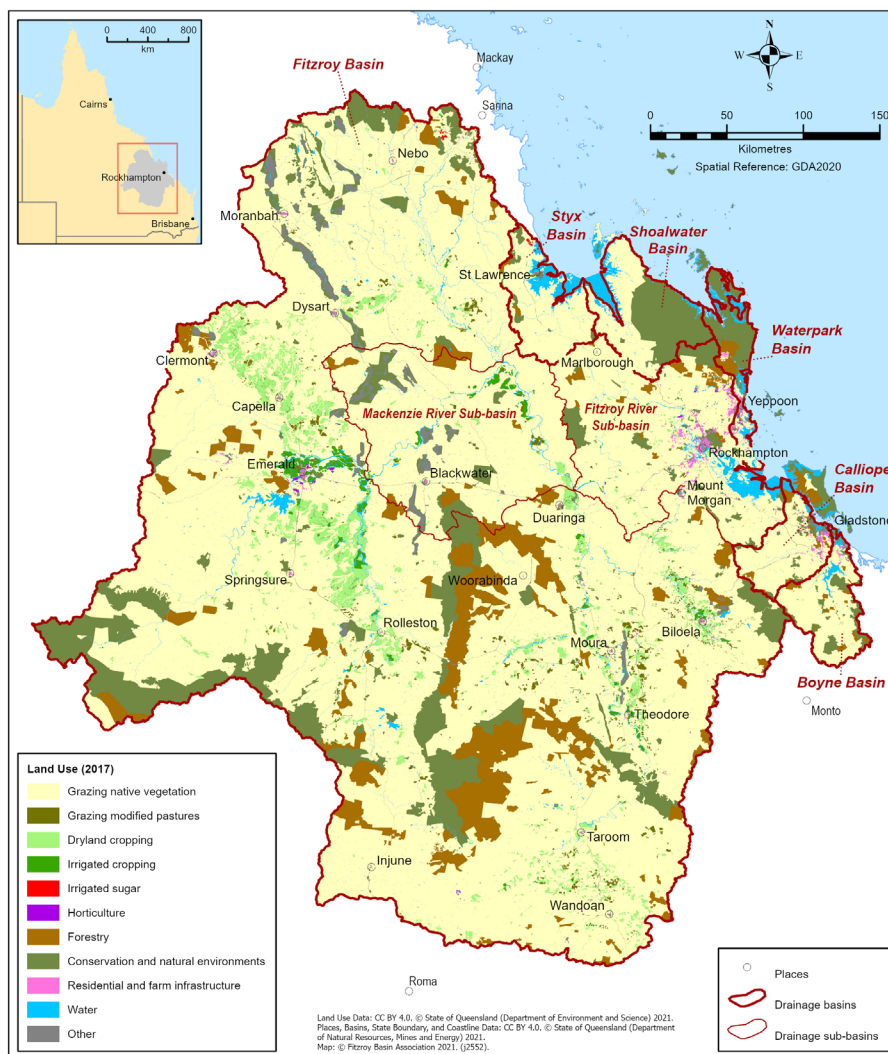 0 400 800
km
Cairns
Rockhampton
Brisbane
Mackay
Sarina
N
W E
S
0 50 100 150
Kilometres
Spatial Reference: GDA2020
Fitzroy Basin
Nebo
Moranbah
Styx
Basin
Shoalwater
Basin
St Lawrence
Dysart
Waterpark
Basin
Clermont
Marlborough
Capella
Mackenzie River Sub-basin
Fitzroy River
Sub-basin
Yeppoon
Rockhampton
Emerald
Blackwater
Calliope
Basin
Mount
Morgan
Duaringa
Gladstone
Springsure
Woorabinda
Rolleston
Biloela
Moura
Boyne Basin
Monto
Theodore
Taroom
Injune
Wandoan
Roma
Land Use (2017)
Grazing native vegetation
Grazing modified pastures
Dryland cropping
Irrigated cropping
Irrigated sugar
Horticulture
Forestry
Conservation and natural environments
Residential and farm infrastructure
Water
Other
Places
Drainage basins
Drainage sub-basins
Land Use Data: CC BY 4.0. © State of Queensland (Department of Environment and Science) 2021.
Places, Basins, State Boundary, and Coastline Data: CC BY 4.0. © State of Queensland (Department
of Natural Resources, Mines and Energy) 2021.
Map: © Fitzroy Basin Association 2021. (j2552).